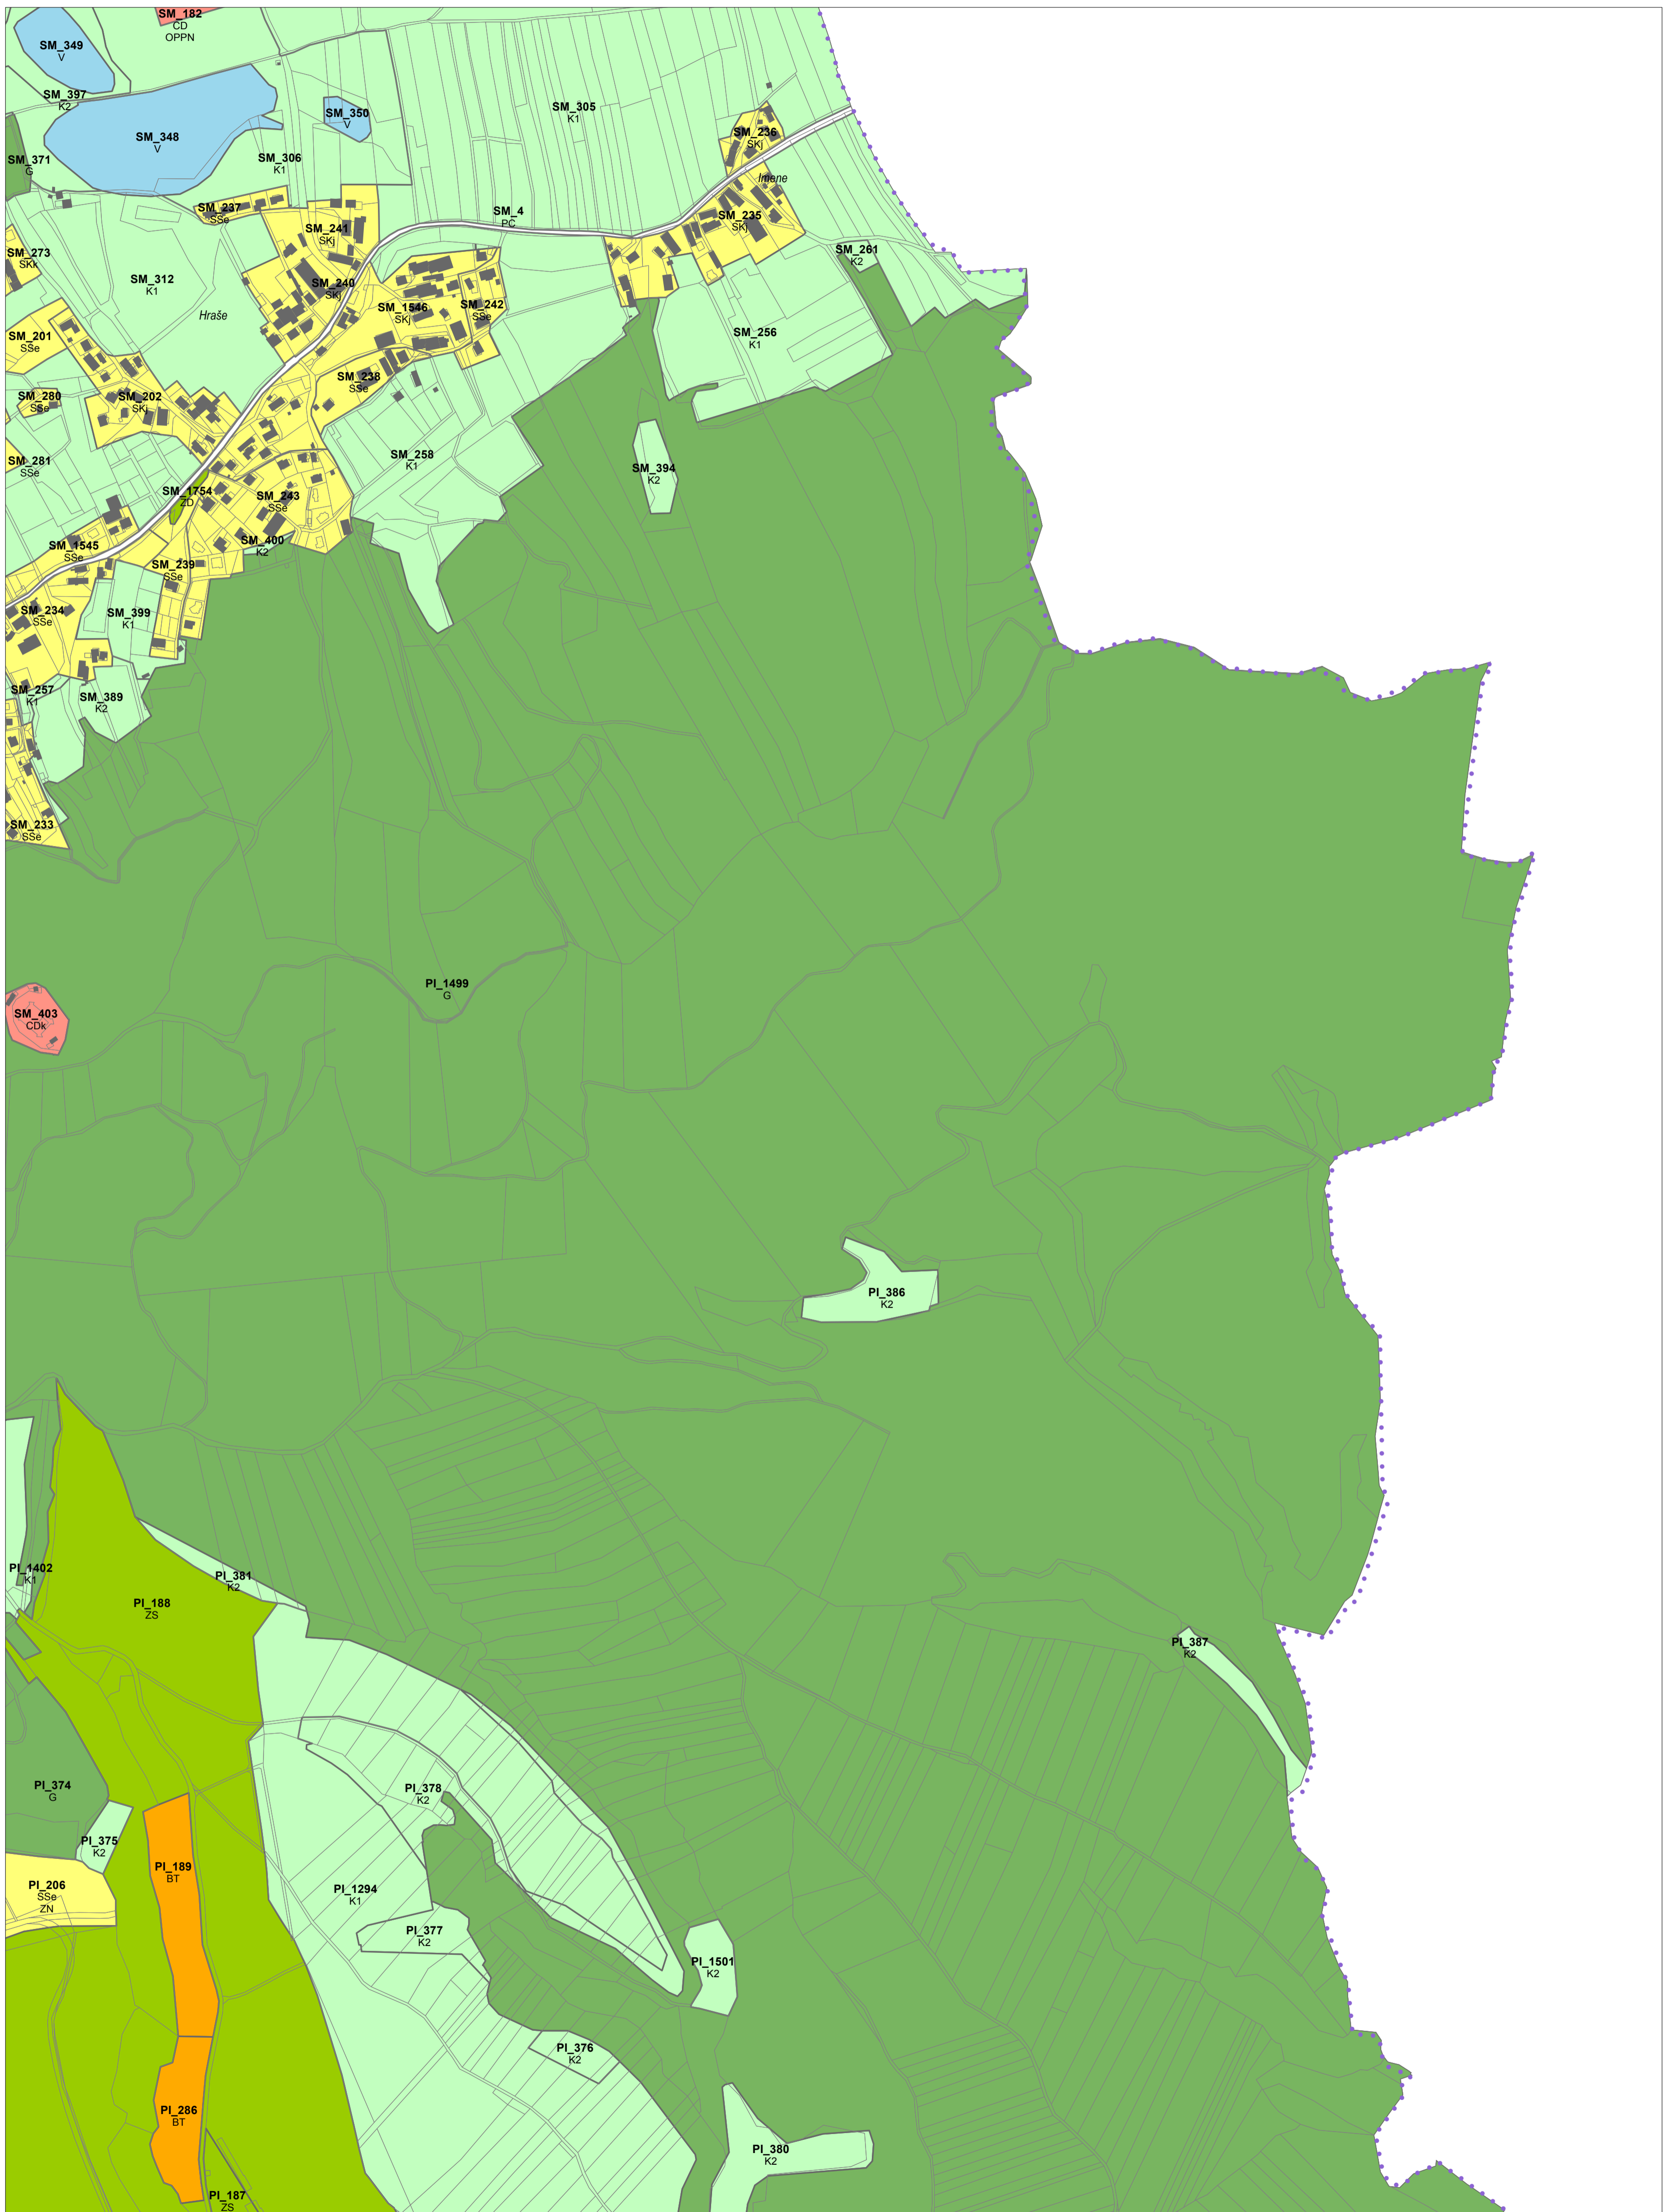 SM_182
CD
OPPN
SM_349
V
SM_397
K2
SM_350
V
SM_305
K1
SM_348
V
SM_236
SKj
SM_371
G
SM_306
K1
Imene
SM_237
SSe
SM_4
PC
SM_235
SKj
SM_241
SKj
SM_273
SKk
SM_261
K2
SM_312
K1
SM_240
SKj
Hraše
SM_1546
SKj
SM_242
SSe
SM_201
SSe
SM_256
K1
SM_238
SSe
SM_280
SSe
SM_202
SKj
SM_258
K1
SM_281
SSe
SM_394
K2
SM_1754
ZD
SM_243
SSe
SM_400
K2
SM_1545
SSe
SM_239
SSe
SM_234
SSe
SM_399
K1
SM_257
K1
SM_389
K2
SM_233
SSe
PI_1499
G
SM_403
CDk
PI_386
K2
PI_1402
K1
PI_381
K2
PI_188
ZS
PI_387
K2
PI_374
G
PI_378
K2
PI_375
K2
PI_189
BT
PI_206
SSe
ZN
PI_1294
K1
PI_377
K2
PI_1501
K2
PI_376
K2
PI_286
BT
PI_380
K2
PI_187
ZS